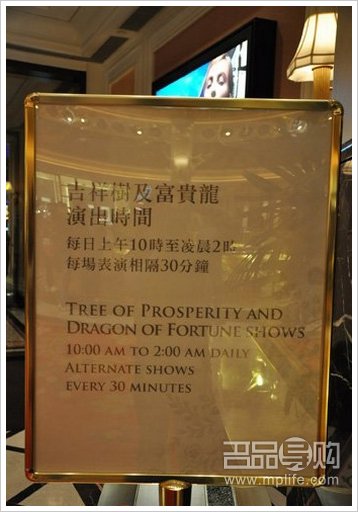 吉祥樹及富貴龍
演出時間
每日上午10時至凌晨2時
每場表演相隔30分鐘
TREE OF PROSPERITY AND
DRAGON OF FORTUNE SHOWS
10:00 AM TO 2:00 AM DAILY
ALTERNATE SHOWS
EVERY 30 MINUTES
名品导购
www.mplife.com